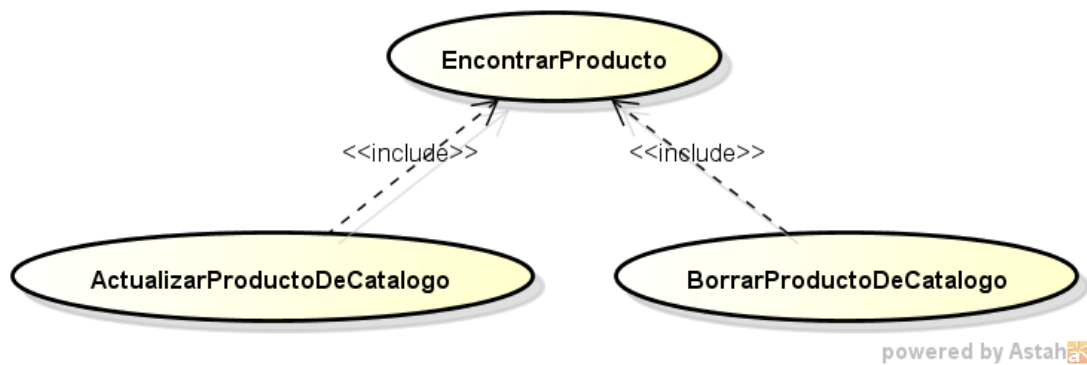 EncontrarProducto
<<include>>
<<include>>
ActualizarProductoDeCatalogo
BorrarProductoDeCatalogo
powered by Astah